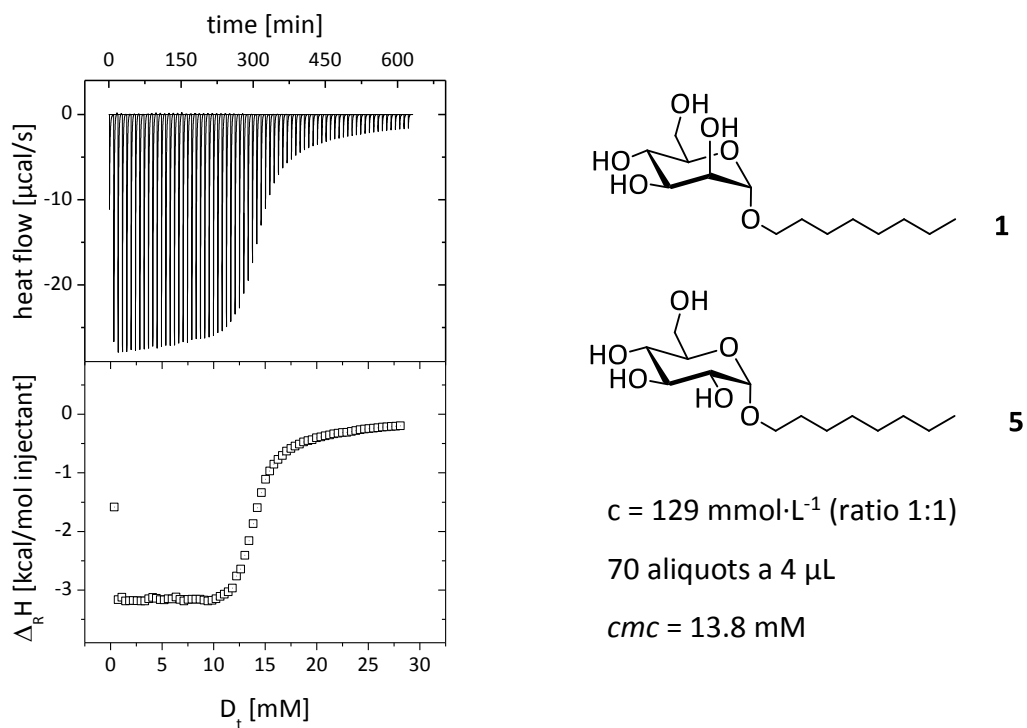 time [min]
0 150 300 450 600
heat flow [µcal/s]
0
-10
-20
Δ_RH [kcal/mol injectant]
0
-1
-2
-3
0 5 10 15 20 25 30
D_t [mM]
OH
OH
HO
O
HO
O
1
OH
HO
O
HO
HO
O
5
c = 129 mmol·L⁻¹ (ratio 1:1)
70 aliquots a 4 µL
cmc = 13.8 mM